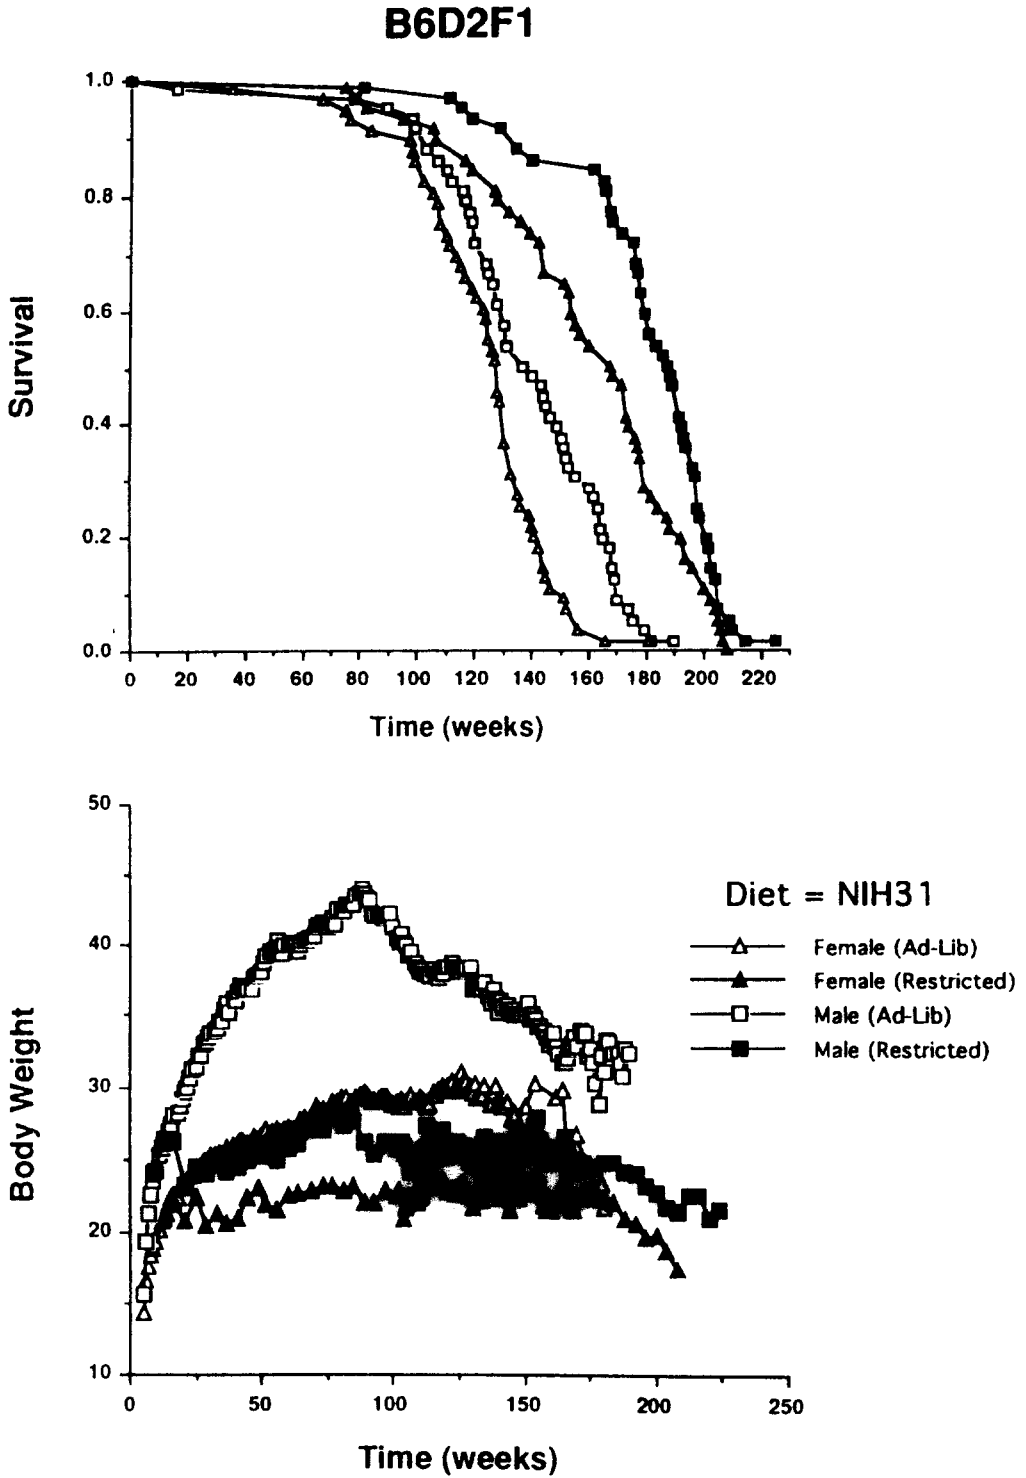 B6D2F1
1.0
0.8
0.6
0.4
0.2
0.0
Survival
0 20 40 60 80 100 120 140 160 180 200 220
Time (weeks)
50
40
30
20
10
Body Weight
0 50 100 150 200 250
Time (weeks)
Diet = NIH31
Female (Ad-Lib)
Female (Restricted)
Male (Ad-Lib)
Male (Restricted)